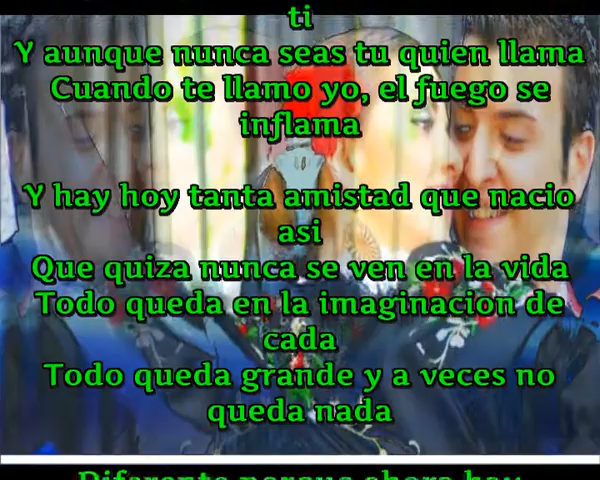 ti
Y aunque nunca seas tu quien llama
Cuando te llamo yo, el fuego se
inflama
Y hay hoy tanta amistad que nacio
asi
Que quiza nunca se ven en la vida
Todo queda en la imaginacion de
cada
Todo queda grande y a veces no
queda nada
Diferente porque ahora hay